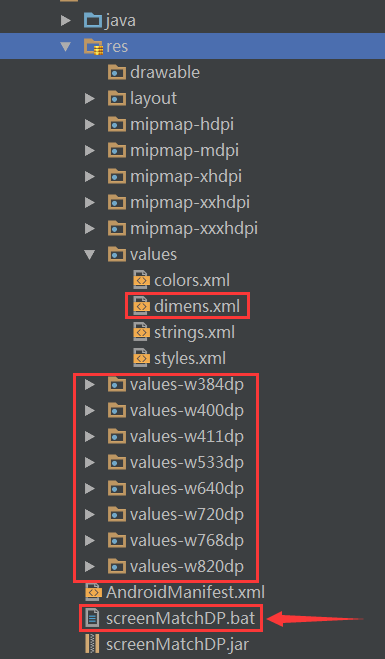 java
res
drawable
layout
mipmap-hdpi
mipmap-mdpi
mipmap-xhdpi
mipmap-xxhdpi
mipmap-xxxhdpi
values
colors.xml
dimens.xml
strings.xml
styles.xml
values-w384dp
values-w400dp
values-w411dp
values-w533dp
values-w640dp
values-w720dp
values-w768dp
values-w820dp
AndroidManifest.xml
screenMatchDP.bat
screenMatchDP.jar